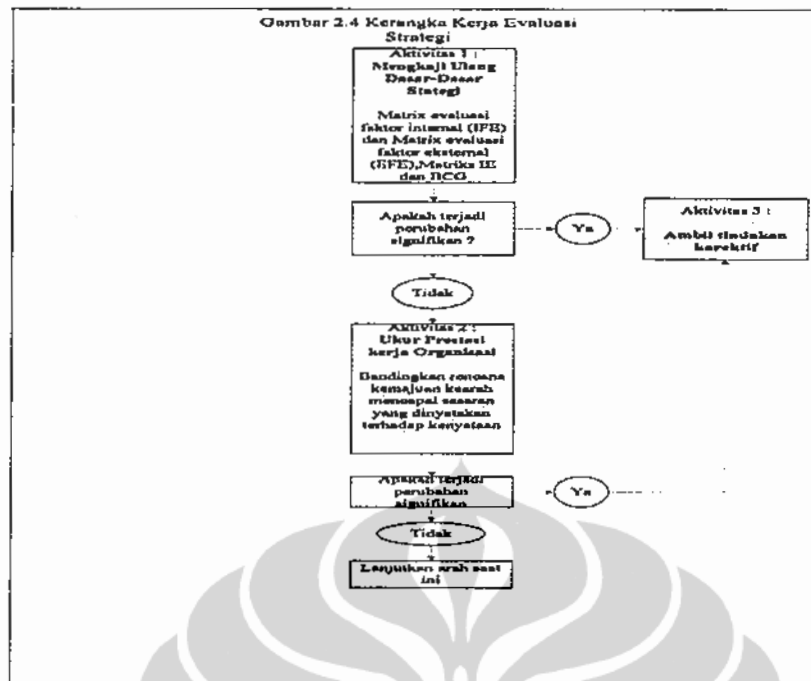 Gambar 2.4 Kerangka Kerja Evaluasi
Strategi
Aktivitas 1 :
Mengkaji Ulang
Dasar-Dasar
Stategi
Matrix evaluasi
faktor internal (IFE)
dan Matrix evaluasi
faktor eksternal
(EFE),Matriks IE
dan BCG
Apakah terjadi
perubahan
signifikan ?
Ya
Aktivitas 3 :
Ambil tindakan
korektif
Tidak
Aktivitas 2 :
Ukur Prestasi
kerja Organisasi
Bandingkan rencana
kemajuan kearah
mencapai sasaran
yang dinyatakan
terhadap kenyataan
Apakah terjadi
perubahan
signifikan
Ya
Tidak
Lanjutkan arah saat
ini